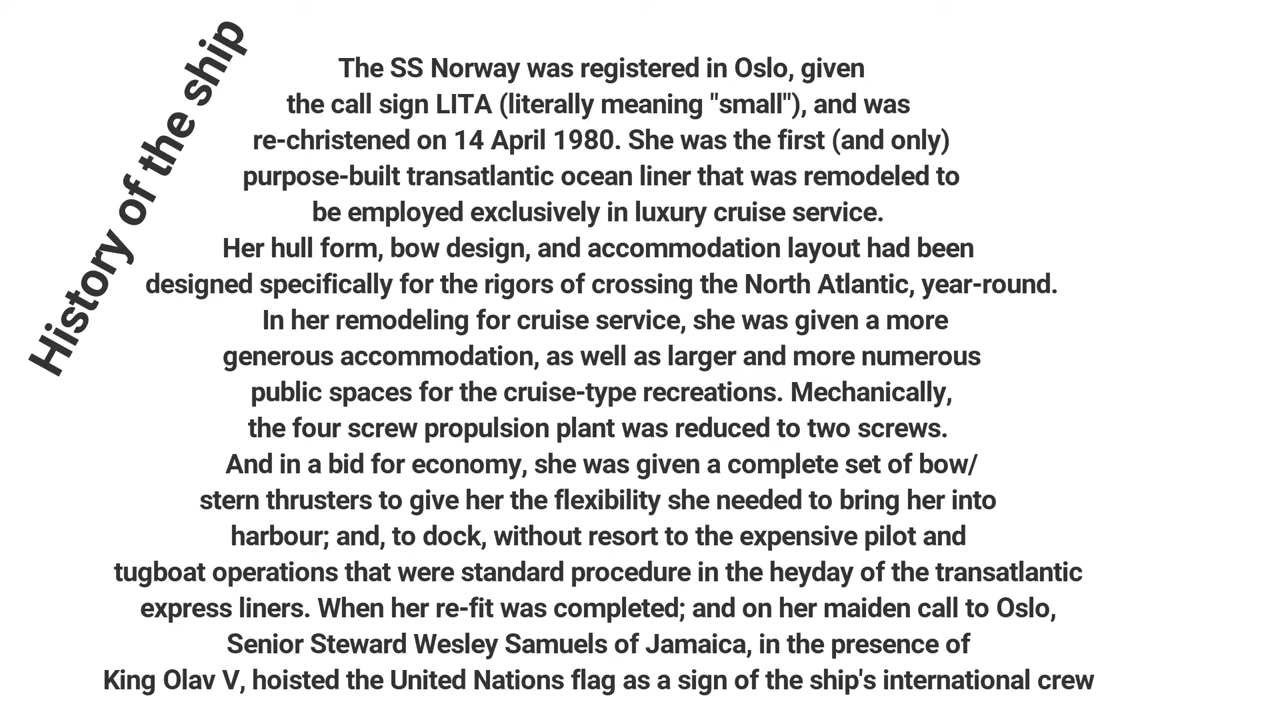 History of the ship
The SS Norway was registered in Oslo, given
the call sign LITA (literally meaning "small"), and was
re-christened on 14 April 1980. She was the first (and only)
purpose-built transatlantic ocean liner that was remodeled to
be employed exclusively in luxury cruise service.
Her hull form, bow design, and accommodation layout had been
designed specifically for the rigors of crossing the North Atlantic, year-round.
In her remodeling for cruise service, she was given a more
generous accommodation, as well as larger and more numerous
public spaces for the cruise-type recreations. Mechanically,
the four screw propulsion plant was reduced to two screws.
And in a bid for economy, she was given a complete set of bow/
stern thrusters to give her the flexibility she needed to bring her into
harbour; and, to dock, without resort to the expensive pilot and
tugboat operations that were standard procedure in the heyday of the transatlantic
express liners. When her re-fit was completed; and on her maiden call to Oslo,
Senior Steward Wesley Samuels of Jamaica, in the presence of
King Olav V, hoisted the United Nations flag as a sign of the ship's international crew